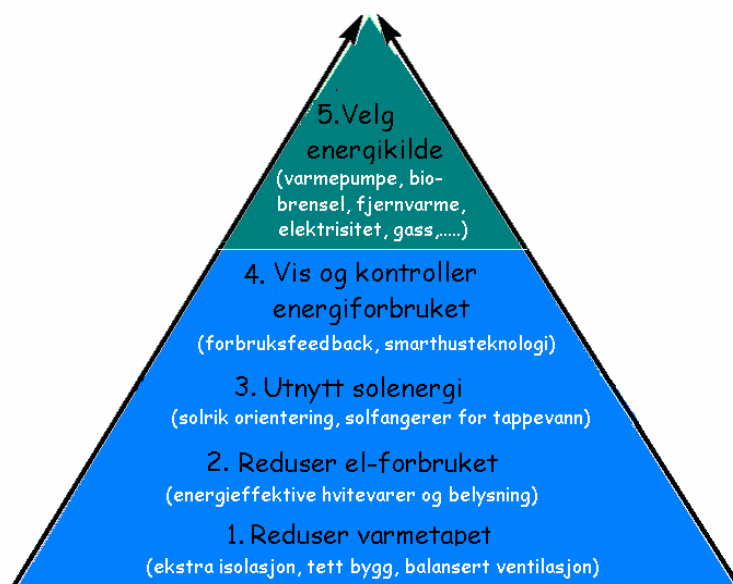 5.Velg
energikilde
(varmepumpe, bio-
brensel, fjernvarme,
elektrisitet, gass,.....)
4. Vis og kontroller
energiforbruket
(forbruksfeedback, smarthusteknologi)
3. Utnytt solenergi
(solrik orientering, solfangerer for tappevann)
2. Reduser el-forbruket
(energieffektive hvitevarer og belysning)
1. Reduser varmetapet
(ekstra isolasjon, tett bygg, balansert ventilasjon)